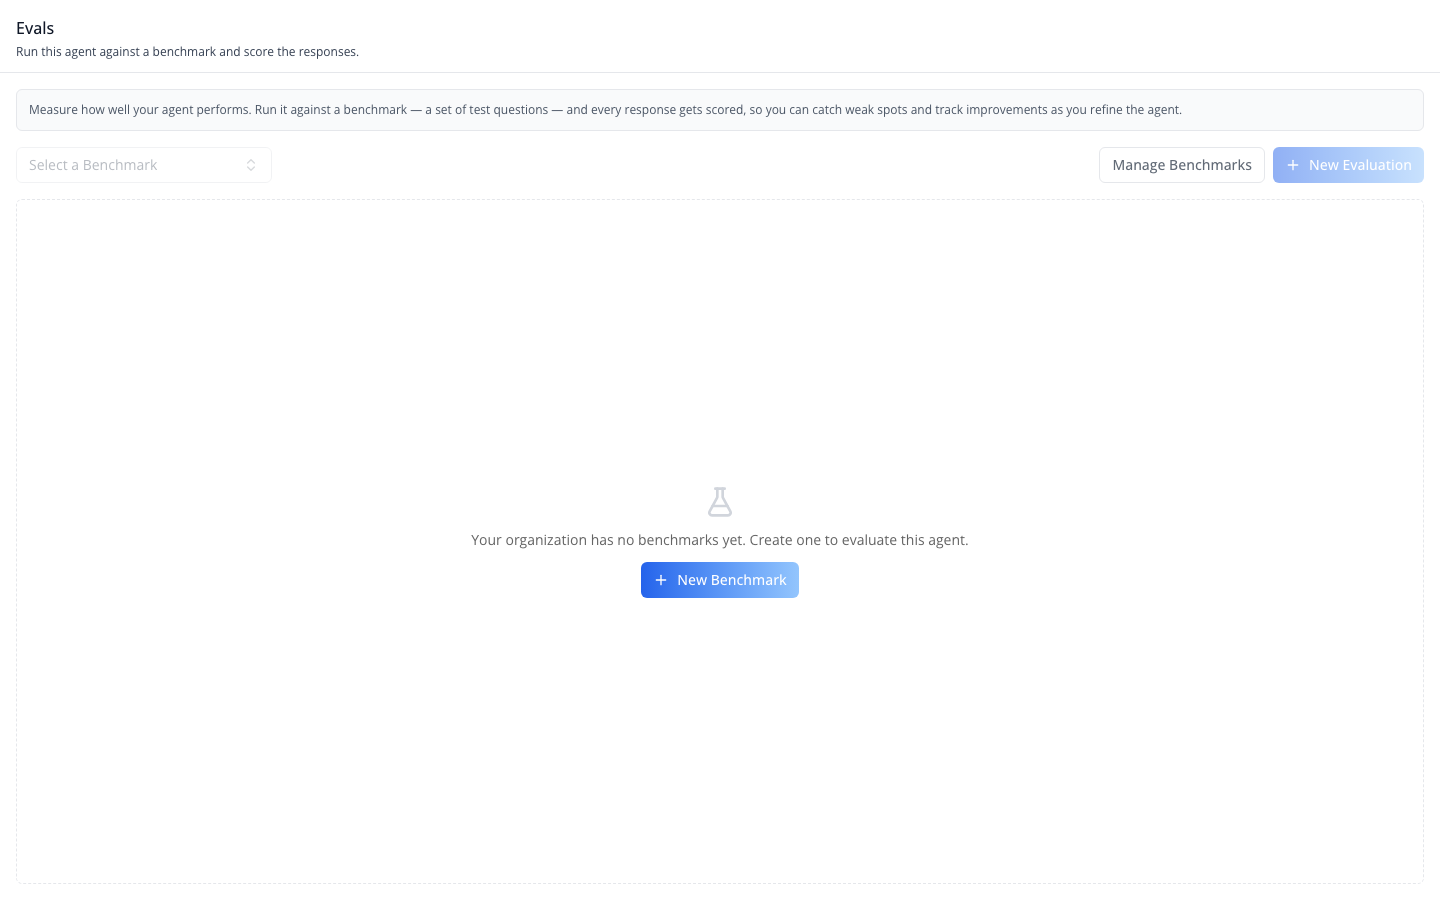 Evals
Run this agent against a benchmark and score the responses.
Measure how well your agent performs. Run it against a benchmark — a set of test questions — and every response gets scored, so you can catch weak spots and track improvements as you refine the agent.
Select a Benchmark
Manage Benchmarks
New Evaluation
Your organization has no benchmarks yet. Create one to evaluate this agent.
New Benchmark